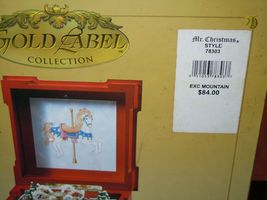 GOLD LABEL
COLLECTION
Mr. Christmas
STYLE
78303
EXC MOUNTAIN
$84.00